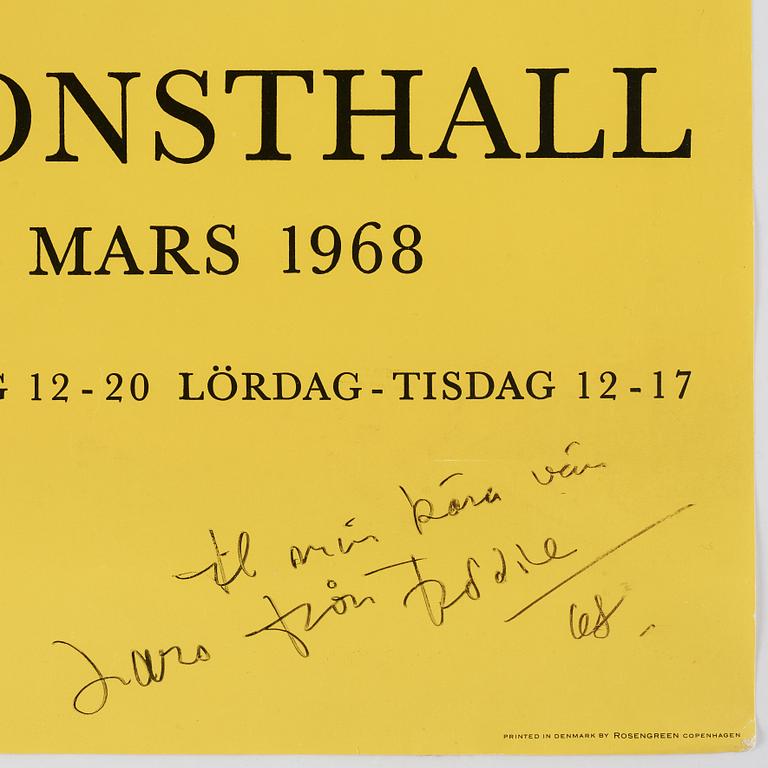 ONSTHALL
MARS 1968
G 12-20 LÖRDAG-TISDAG 12-17
til min kära vän
Lars från
68.
PRINTED IN DENMARK BY ROSENGREEN COPENHAGEN